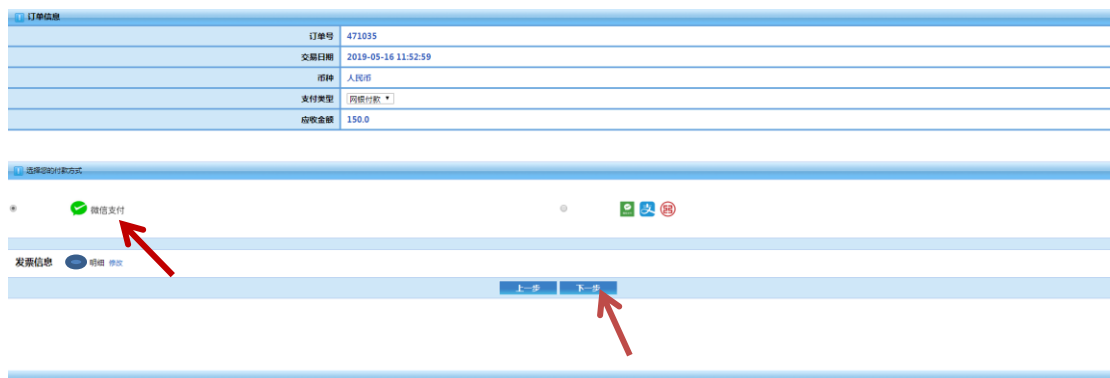 订单信息
订单号 471035
交易日期 2019-05-16 11:52:59
币种 人民币
支付类型 网银付款
应收金额 150.0
选择您的付款方式
微信支付
支
发票信息 明细 修改
上一步 下一步